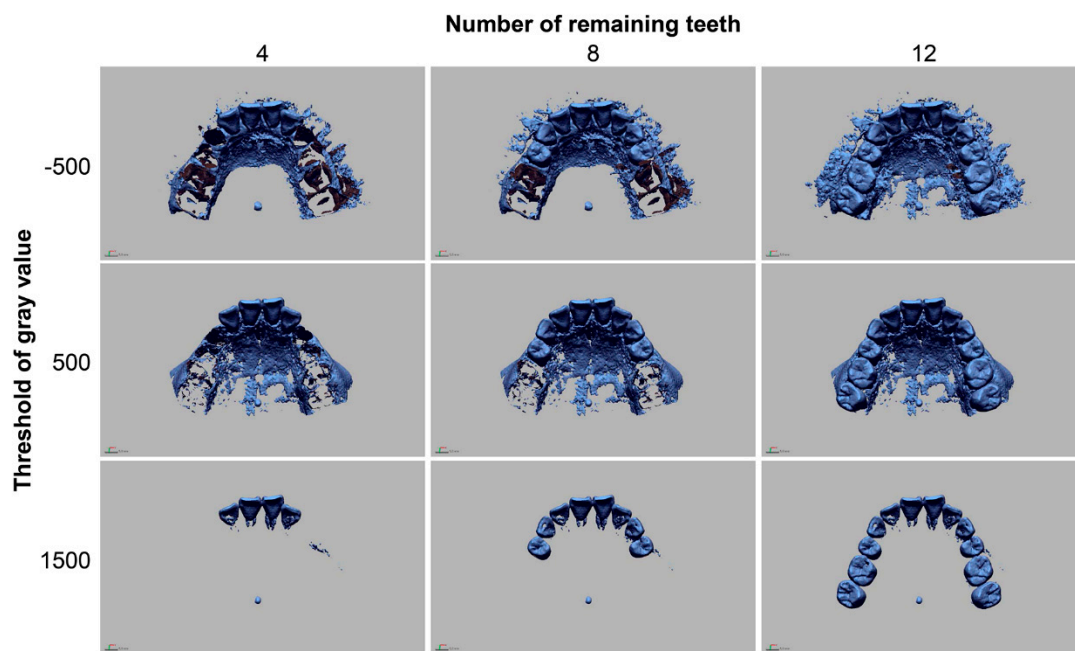 Number of remaining teeth
4 8 12
Threshold of gray value
-500
500
1500